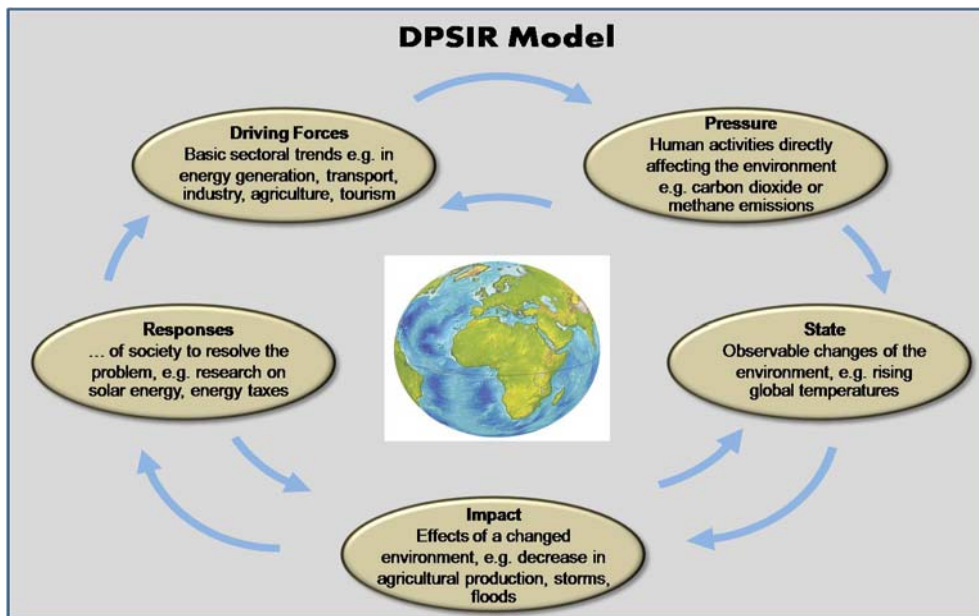 DPSIR Model
Driving Forces
Basic sectoral trends e.g. in
energy generation, transport,
industry, agriculture, tourism
Pressure
Human activities directly
affecting the environment
e.g. carbon dioxide or
methane emissions
Responses
... of society to resolve the
problem, e.g. research on
solar energy, energy taxes
State
Observable changes of the
environment, e.g. rising
global temperatures
Impact
Effects of a changed
environment, e.g. decrease in
agricultural production, storms,
floods